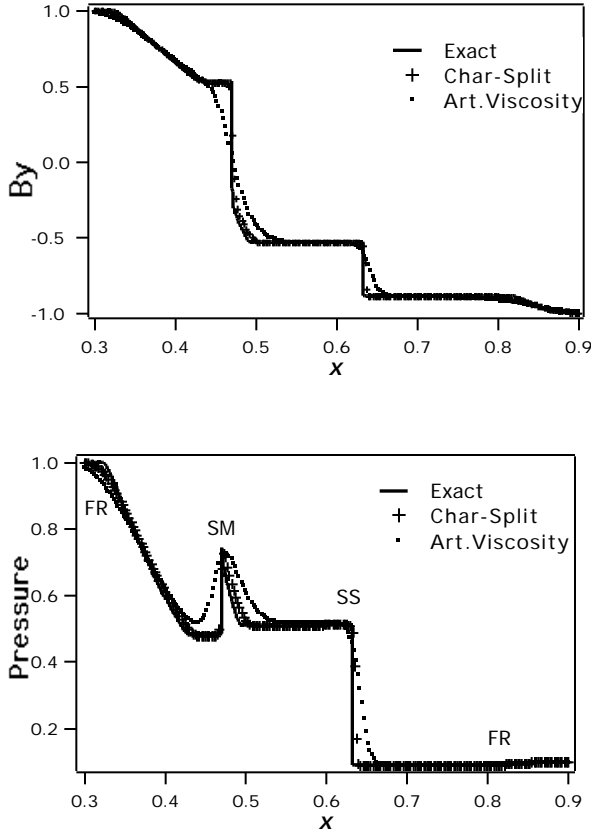 1.0
0.5
0.0
-0.5
-1.0
By
Exact
Char-Split
Art.Viscosity
0.3 0.4 0.5 0.6 0.7 0.8 0.9
x
1.0
0.8
0.6
0.4
0.2
Pressure
FR
SM
SS
FR
Exact
Char-Split
Art.Viscosity
0.3 0.4 0.5 0.6 0.7 0.8 0.9
x